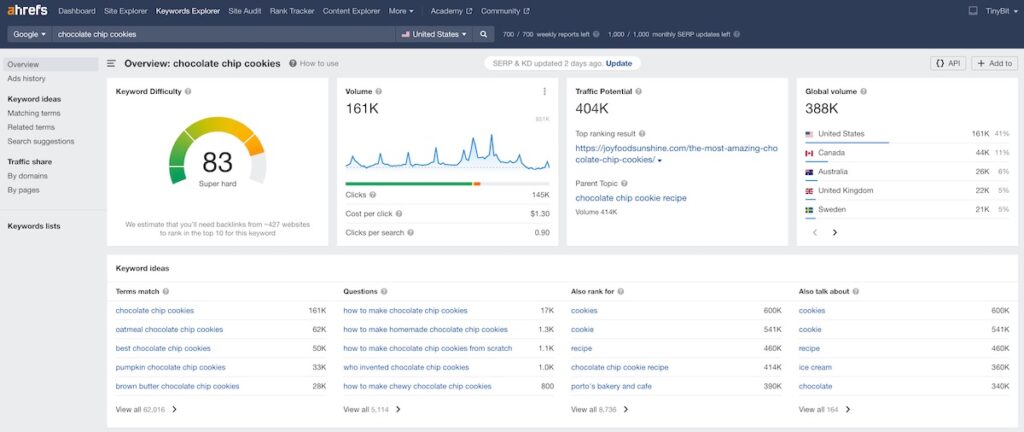 ahrefs Dashboard Site Explorer Keywords Explorer Site Audit Rank Tracker Content Explorer More Academy Community TinyBit
Google chocolate chip cookies United States 700 / 700 weekly reports left 1,000 / 1,000 monthly SERP updates left
Overview
Ads history
Keyword ideas
Matching terms
Related terms
Search suggestions
Traffic share
By domains
By pages
Keywords lists
Overview: chocolate chip cookies ? How to use
SERP & KD updated 2 days ago. Update
{} API
+ Add to
Keyword Difficulty ?
83
Super hard
We estimate that you'll need backlinks from ~427 websites
to rank in the top 10 for this keyword
Volume ?
161K
Clicks ? 145K
Cost per click ? $1.30
Clicks per search ? 0.90
Traffic Potential ?
404K
Top ranking result ?
https://joyfoodsunshine.com/the-most-amazing-cho
colate-chip-cookies/
Parent Topic ?
chocolate chip cookie recipe
Volume 414K
Global volume ?
388K
United States 161K 41%
Canada 44K 11%
Australia 26K 6%
United Kingdom 22K 5%
Sweden 21K 5%
Keyword ideas
Terms match ?
chocolate chip cookies 161K
oatmeal chocolate chip cookies 62K
best chocolate chip cookies 50K
pumpkin chocolate chip cookies 33K
brown butter chocolate chip cookies 28K
View all 62,016
Questions ?
how to make chocolate chip cookies 17K
how to make homemade chocolate chip cookies 1.3K
how to make chocolate chip cookies from scratch 1.1K
who invented chocolate chip cookies 1.0K
how to make chewy chocolate chip cookies 800
View all 5,114
Also rank for ?
cookies 600K
cookie 541K
recipe 460K
chocolate chip cookie recipe 414K
porto's bakery and cafe 390K
View all 8,736
Also talk about ?
cookies 600K
cookie 541K
recipe 460K
ice cream 360K
chocolate 340K
View all 164